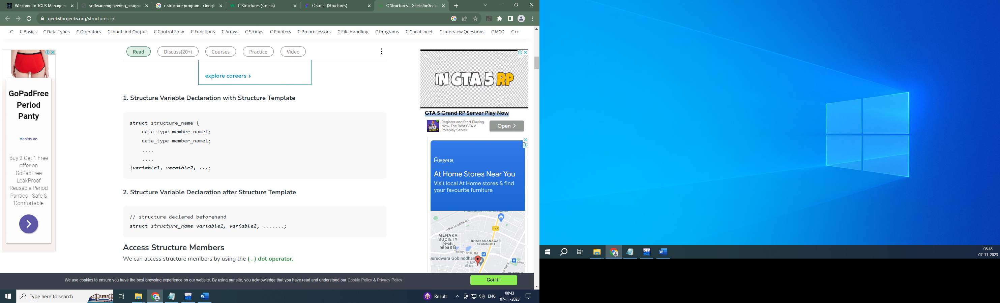 Welcome to TOPS Managem
softwareengineering_assignm
c structure program - Google
C Structures (structs)
C struct (Structures)
C Structures - GeeksforGeeks
geeksforgeeks.org/structures-c/
C C Basics C Data Types C Operators C Input and Output C Control Flow C Functions C Arrays C Strings C Pointers C Preprocessors C File Handling C Programs C Cheatsheet C Interview Questions C MCQ C++
Read Discuss(20+) Courses Practice Video
GoPadFree
Period
Panty
HealthFab
Buy 2 Get 1 Free
offer on
GoPadFree
LeakProof
Reusable Period
Panties - Safe &
Comfortable
explore careers ›
1. Structure Variable Declaration with Structure Template
struct structure_name {
data_type member_name1;
data_type member_name1;
....
....
}variable1, varaible2, ...;
2. Structure Variable Declaration after Structure Template
// structure declared beforehand
struct structure_name variable1, variable2, .......;
Access Structure Members
We can access structure members by using the ( . ) dot operator.
IN GTA 5 RP
GTA 5 Grand RP Server Play Now
BEST
Register and Start Playing
Now. The Best GTA V
Roleplay Server
Open
નિલકમલ
At Home Stores Near You
Visit local At Home stores & find
your favourite furniture
Zydus Hospital Rd
147
MENAKA
SOCIETY
મેનકા
સોસાઇટી
BHAIKAKANAGAR
ભાઈકાકાનગર
Thaltej - Shilaj Rd
M
Gurudwara Gobinddham
M Drive
We use cookies to ensure you have the best browsing experience on our website. By using our site, you acknowledge that you have read and understood our Cookie Policy & Privacy Policy
Got It !
Type here to search
DEV
W
Result
ENG
08:43
07-11-2023
DEV
W
08:43
07-11-2023